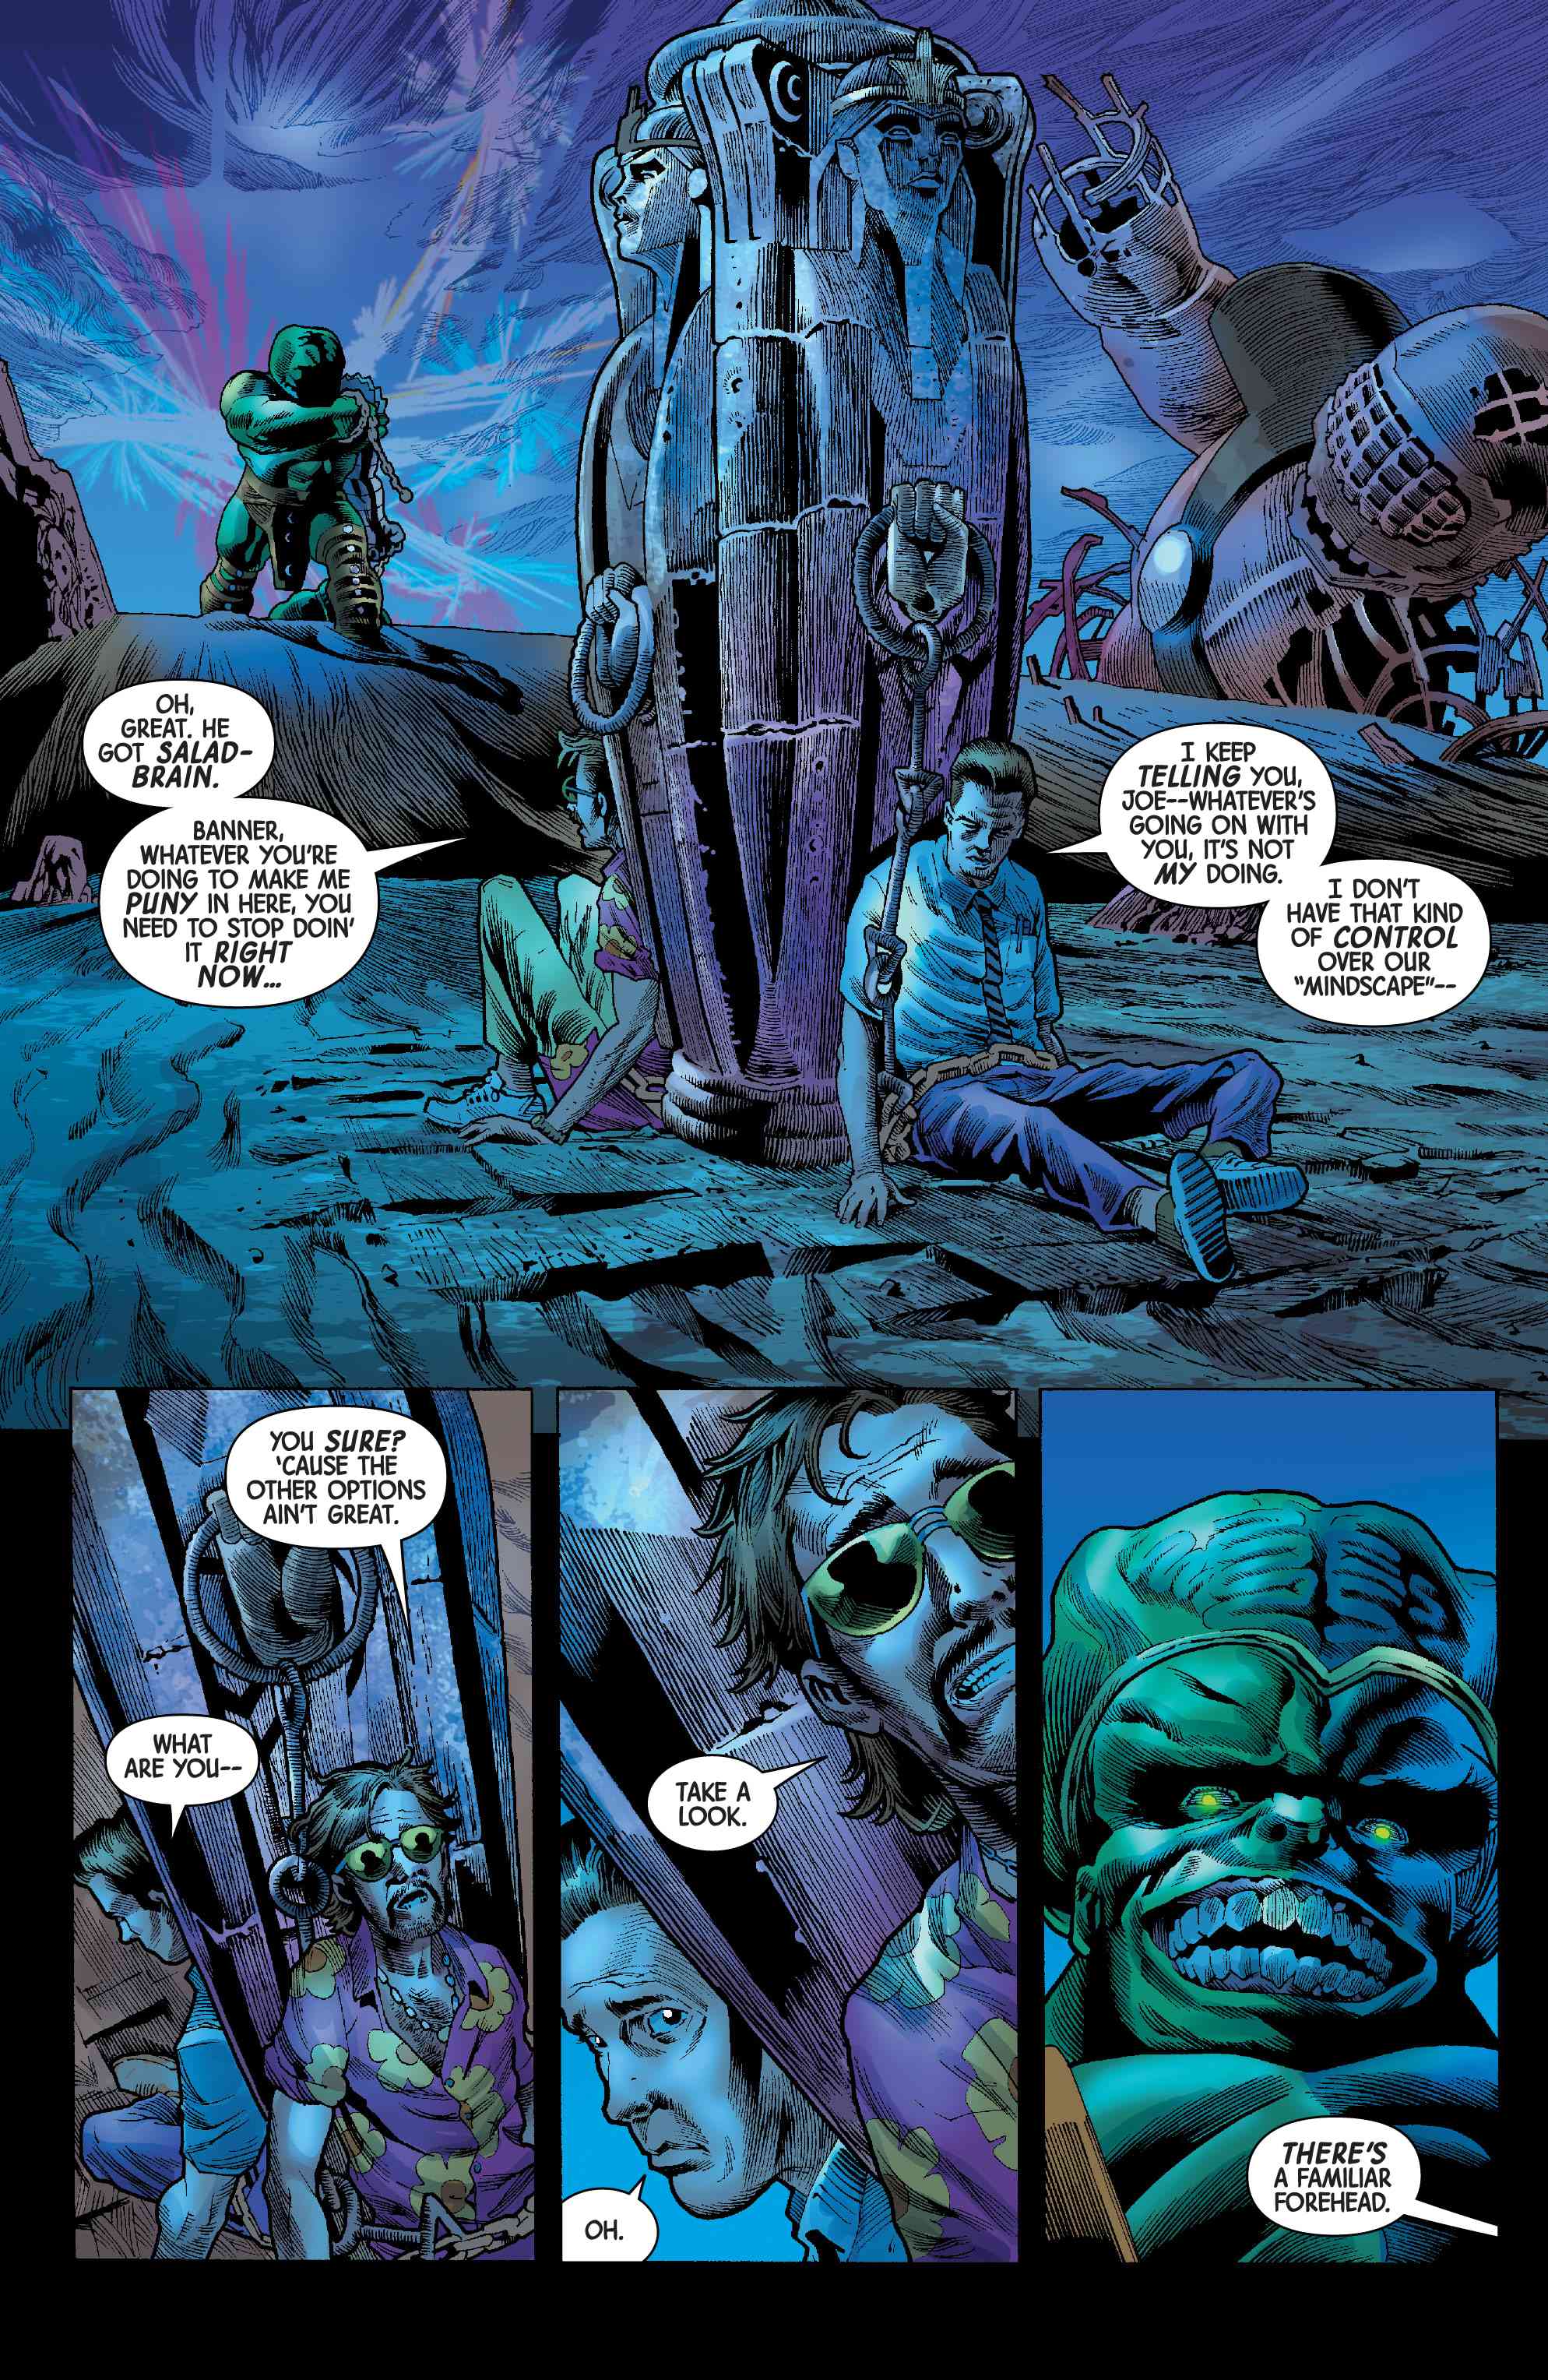 OH,
GREAT. HE
GOT SALAD-
BRAIN.
BANNER,
WHATEVER YOU'RE
DOING TO MAKE ME
PUNY IN HERE, YOU
NEED TO STOP DOIN'
IT RIGHT
NOW...
I KEEP
TELLING YOU,
JOE--WHATEVER'S
GOING ON WITH
YOU, IT'S NOT
MY DOING.
I DON'T
HAVE THAT KIND
OF CONTROL
OVER OUR
"MINDSCAPE"--
YOU SURE?
'CAUSE THE
OTHER OPTIONS
AIN'T GREAT.
WHAT
ARE YOU--
TAKE A
LOOK.
OH.
THERE'S
A FAMILIAR
FOREHEAD.